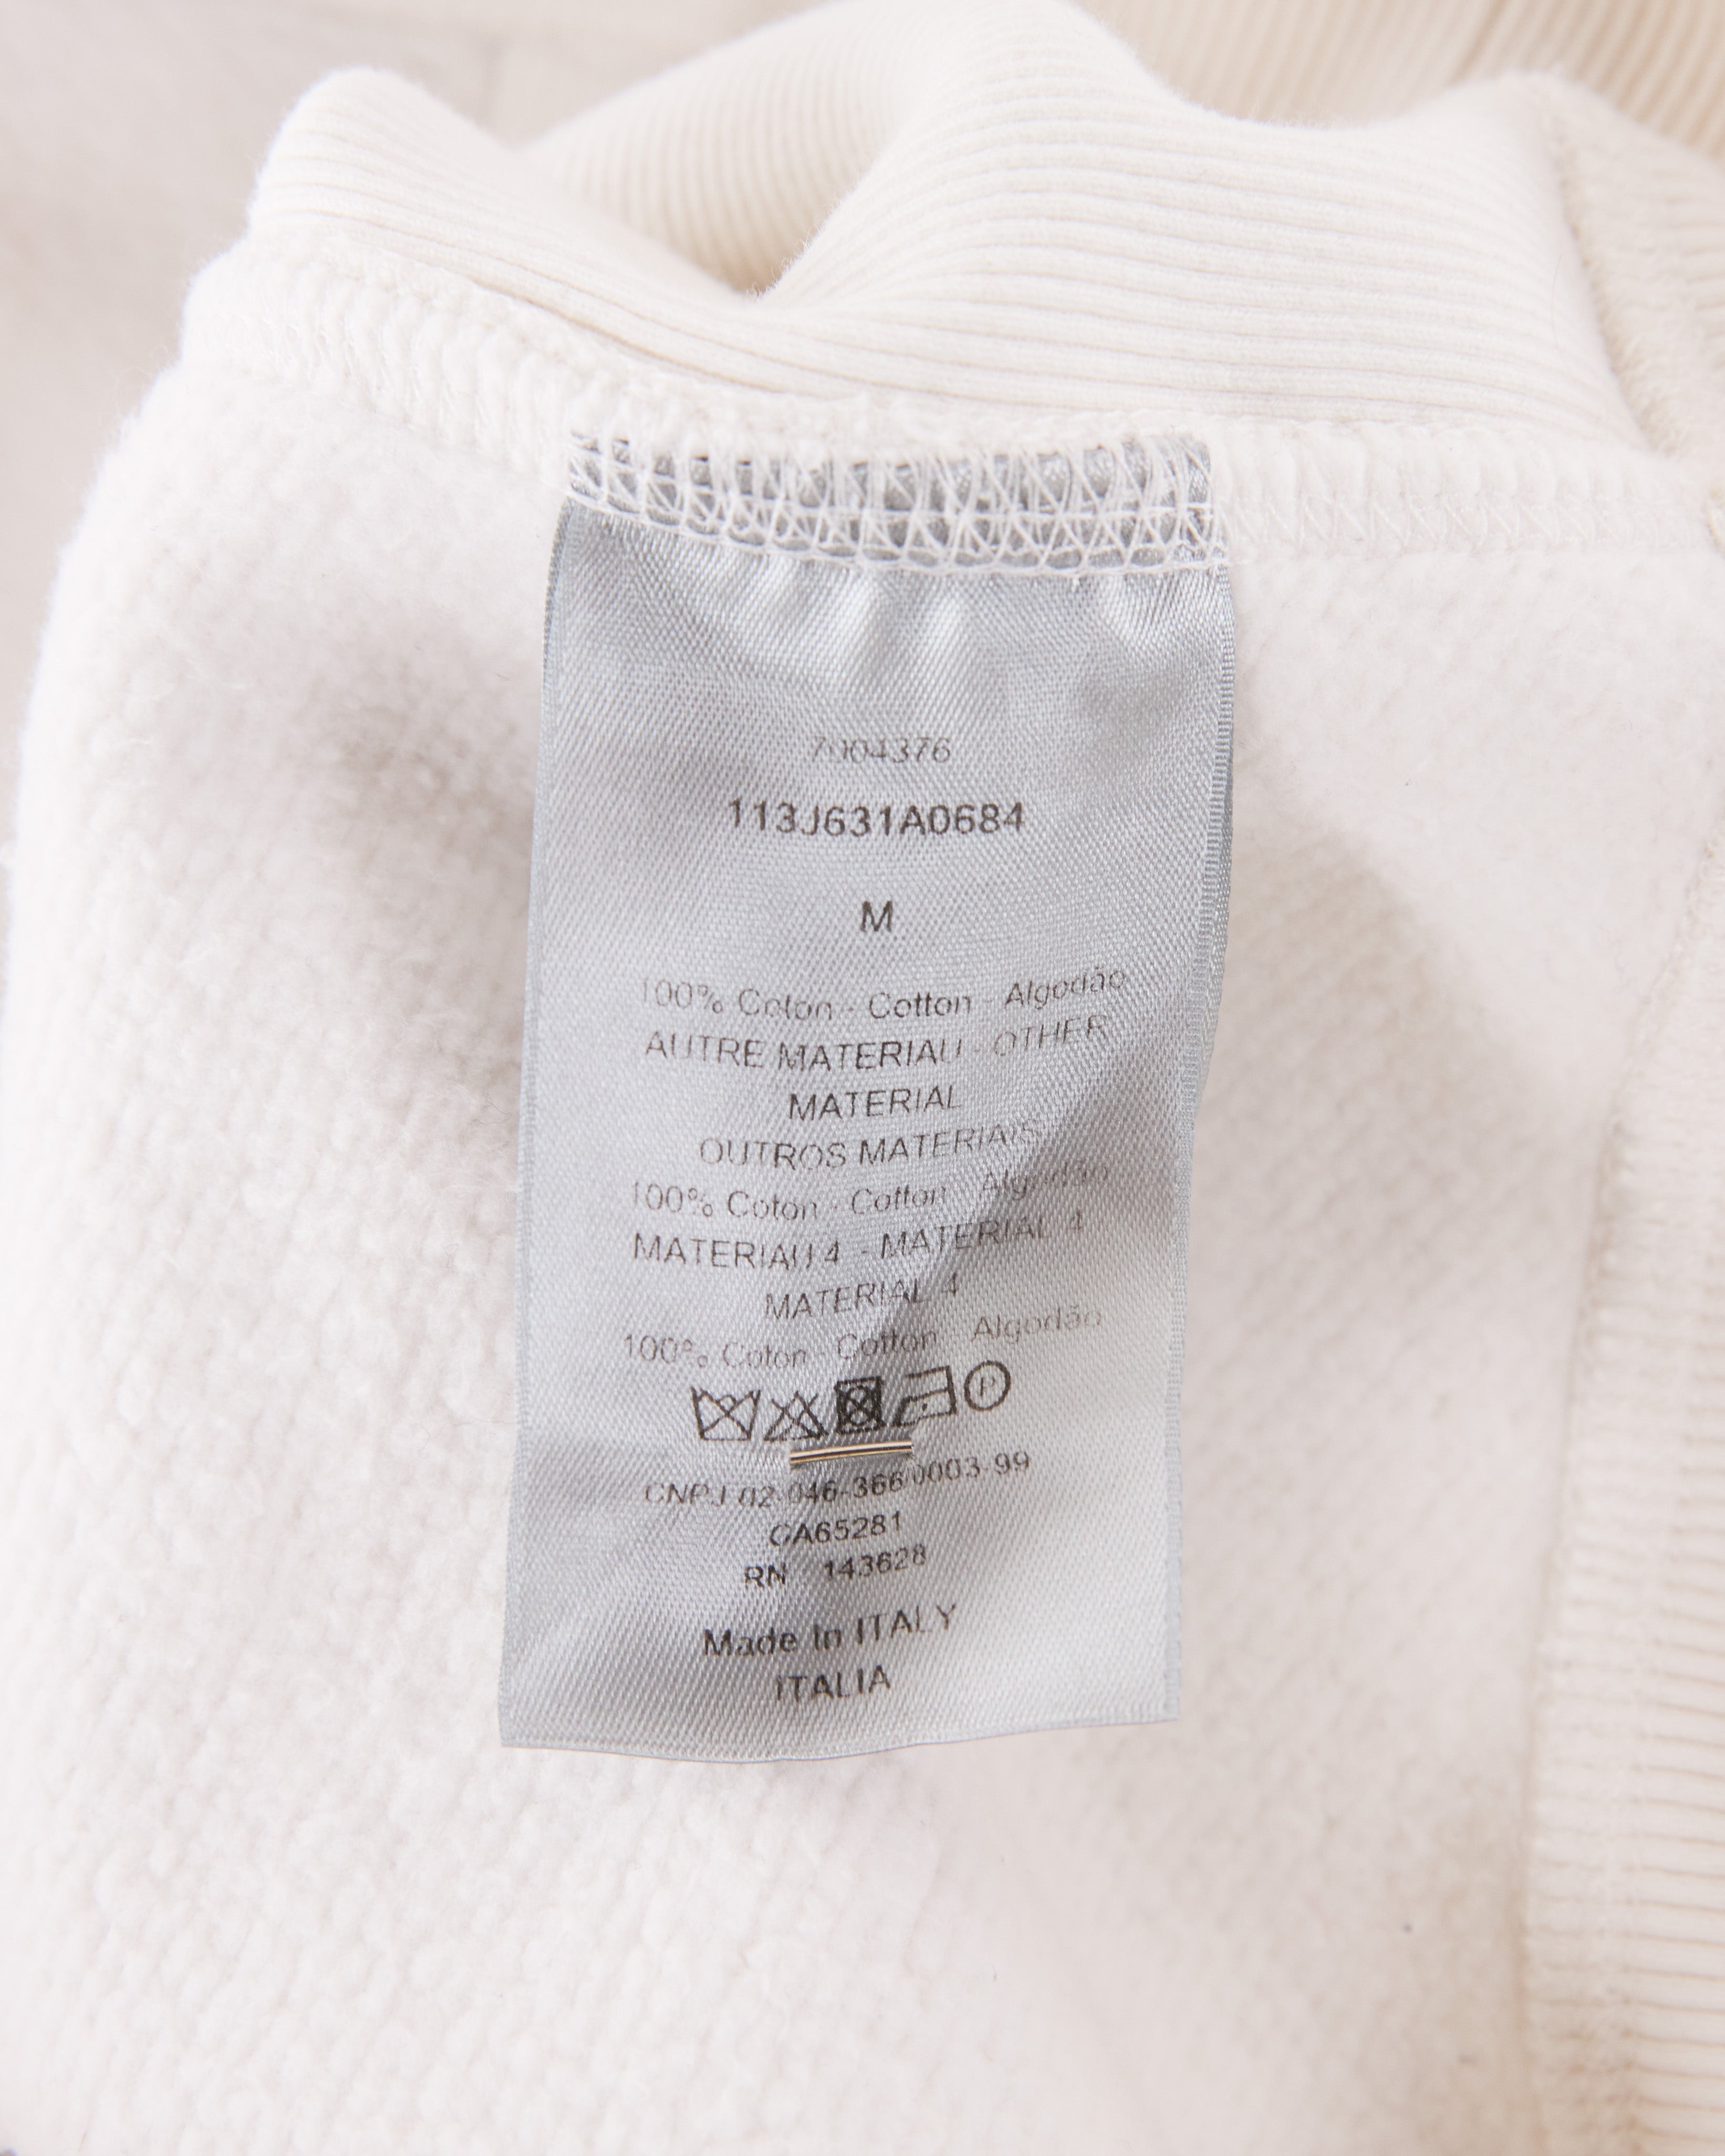 7004376
113J631A0684
M
100% Coton - Cotton - Algodão
AUTRE MATERIAU - OTHER
MATERIAL
OUTROS MATERIAIS
100% Coton - Cotton - Algodão
MATERIAU 4 - MATERIAL 4
MATERIAL 4
100% Coton - Cotton - Algodão
P
CNPJ 02-046-366/0003-99
CA65281
RN 143628
Made In ITALY
ITALIA